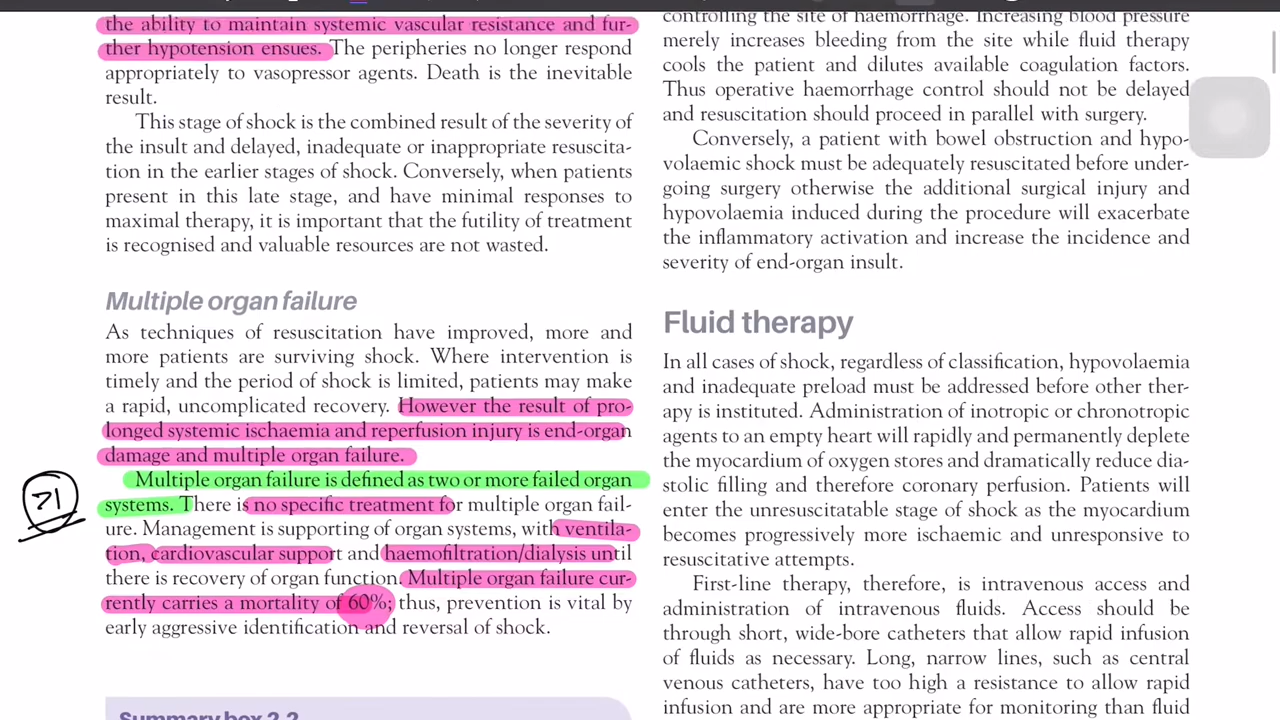 the ability to maintain systemic vascular resistance and fur-
ther hypotension ensues. The peripheries no longer respond
appropriately to vasopressor agents. Death is the inevitable
result.
This stage of shock is the combined result of the severity of
the insult and delayed, inadequate or inappropriate resuscita-
tion in the earlier stages of shock. Conversely, when patients
present in this late stage, and have minimal responses to
maximal therapy, it is important that the futility of treatment
is recognised and valuable resources are not wasted.
Multiple organ failure
As techniques of resuscitation have improved, more and
more patients are surviving shock. Where intervention is
timely and the period of shock is limited, patients may make
a rapid, uncomplicated recovery. However the result of pro-
longed systemic ischaemia and reperfusion injury is end-organ
damage and multiple organ failure.
Multiple organ failure is defined as two or more failed organ
>1
systems. There is no specific treatment for multiple organ fail-
ure. Management is supporting of organ systems, with ventila-
tion, cardiovascular support and haemofiltration/dialysis until
there is recovery of organ function. Multiple organ failure cur-
rently carries a mortality of 60%; thus, prevention is vital by
early aggressive identification and reversal of shock.
Summary box 2.2
controlling the site of haemorrhage. Increasing blood pressure
merely increases bleeding from the site while fluid therapy
cools the patient and dilutes available coagulation factors.
Thus operative haemorrhage control should not be delayed
and resuscitation should proceed in parallel with surgery.
Conversely, a patient with bowel obstruction and hypo-
volaemic shock must be adequately resuscitated before under-
going surgery otherwise the additional surgical injury and
hypovolaemia induced during the procedure will exacerbate
the inflammatory activation and increase the incidence and
severity of end-organ insult.
Fluid therapy
In all cases of shock, regardless of classification, hypovolaemia
and inadequate preload must be addressed before other ther-
apy is instituted. Administration of inotropic or chronotropic
agents to an empty heart will rapidly and permanently deplete
the myocardium of oxygen stores and dramatically reduce dia-
stolic filling and therefore coronary perfusion. Patients will
enter the unresuscitatable stage of shock as the myocardium
becomes progressively more ischaemic and unresponsive to
resuscitative attempts.
First-line therapy, therefore, is intravenous access and
administration of intravenous fluids. Access should be
through short, wide-bore catheters that allow rapid infusion
of fluids as necessary. Long, narrow lines, such as central
venous catheters, have too high a resistance to allow rapid
infusion and are more appropriate for monitoring than fluid